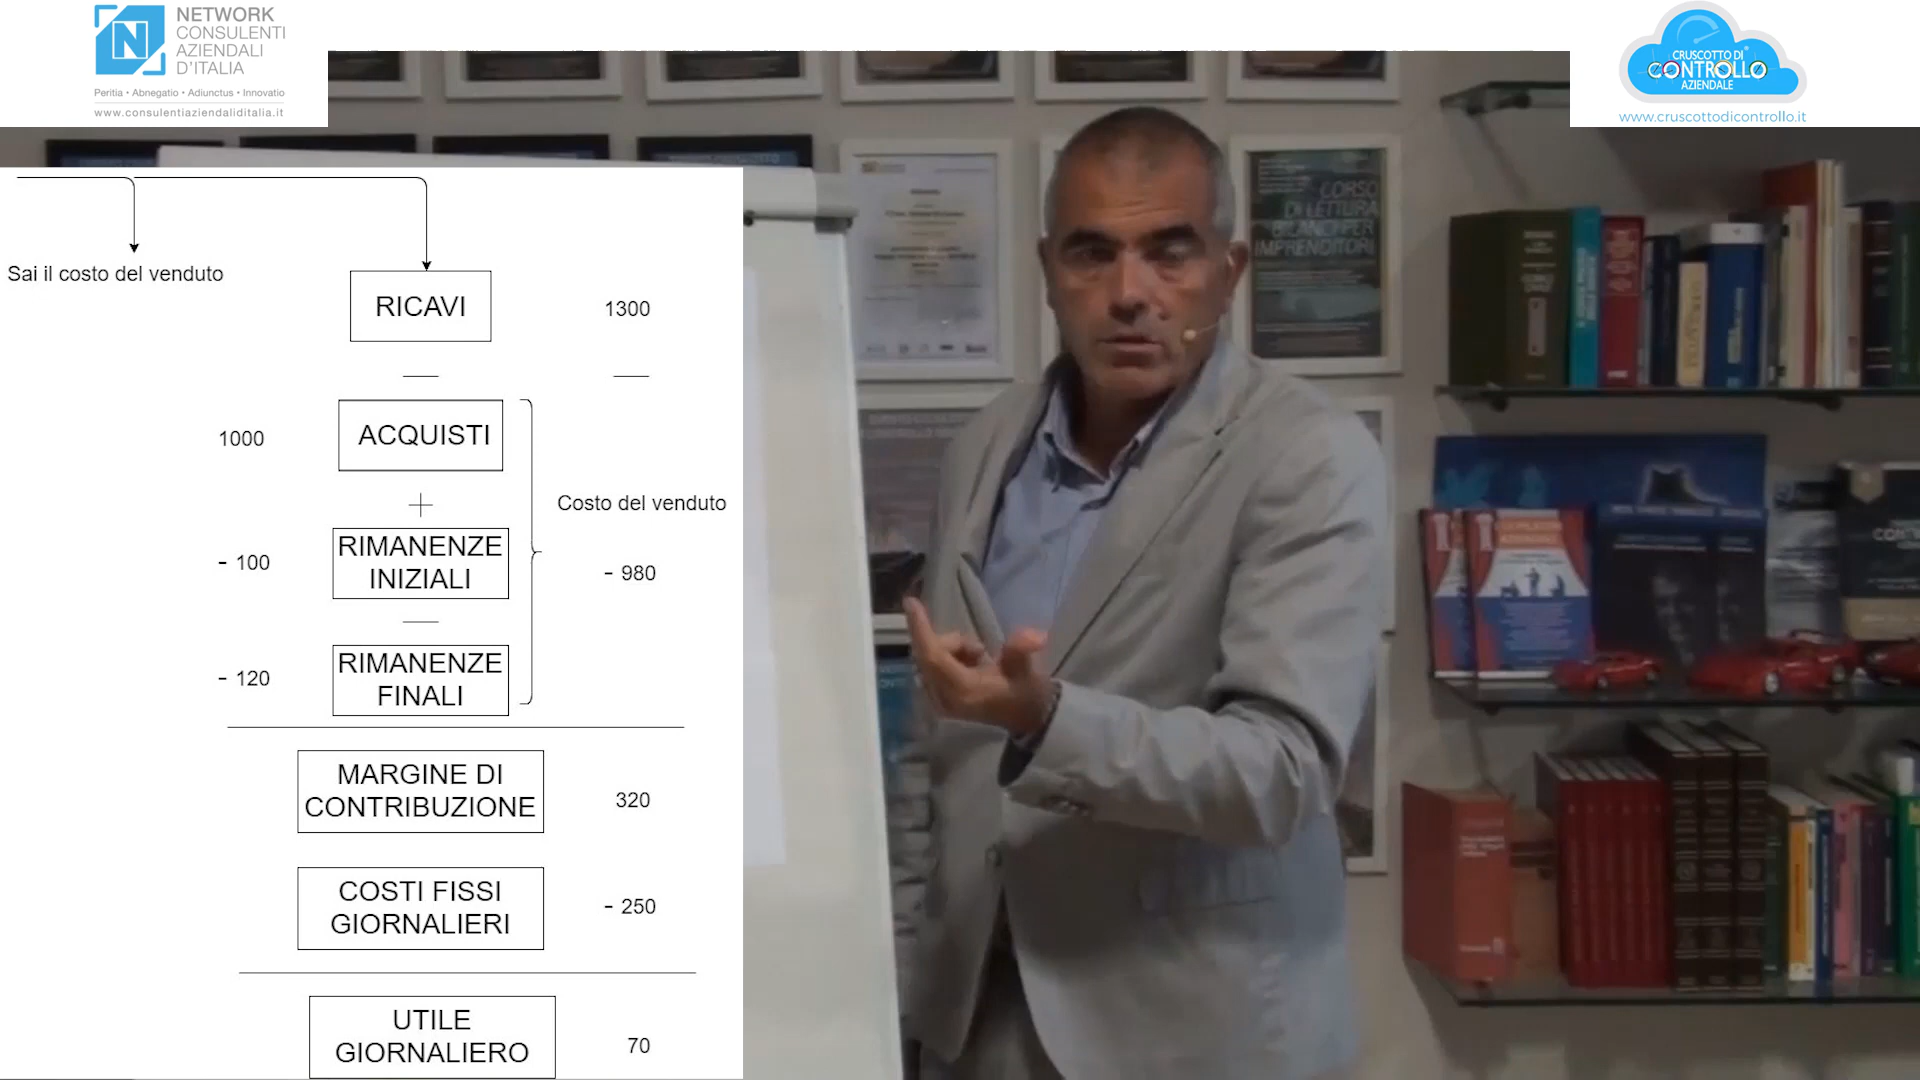 NETWORK
CONSULENTI
AZIENDALI
D'ITALIA
Peritia • Abnegatio • Adiunctus • Innovatio
www.consulentiaziendaliditalia.it
CRUSCOTTO DI
CONTROLLO
AZIENDALE
www.cruscottodicontrollo.it
Sai il costo del venduto
RICAVI
1300
—
—
1000
ACQUISTI
+
Costo del venduto
- 100
RIMANENZE
INIZIALI
- 980
—
- 120
RIMANENZE
FINALI
MARGINE DI
CONTRIBUZIONE
320
COSTI FISSI
GIORNALIERI
- 250
UTILE
GIORNALIERO
70
CORSO
DI LETTURA
BILANCI PER
IMPRENDITORI